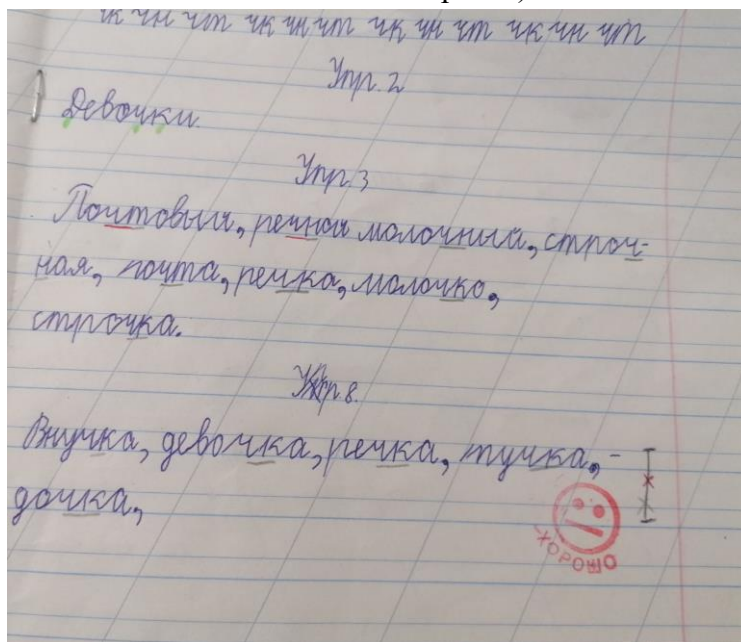 чк чн чт чк чн чт чк чн чт чк чн чт
Упр. 2
Девочки.
Упр. 3
Почтовый, речной молочный, строч-
ная, почта, речка, молочко,
строчка.
Упр. 8.
Внучка, девочка, речка, тучка, -
дочка,
ХОРОШО